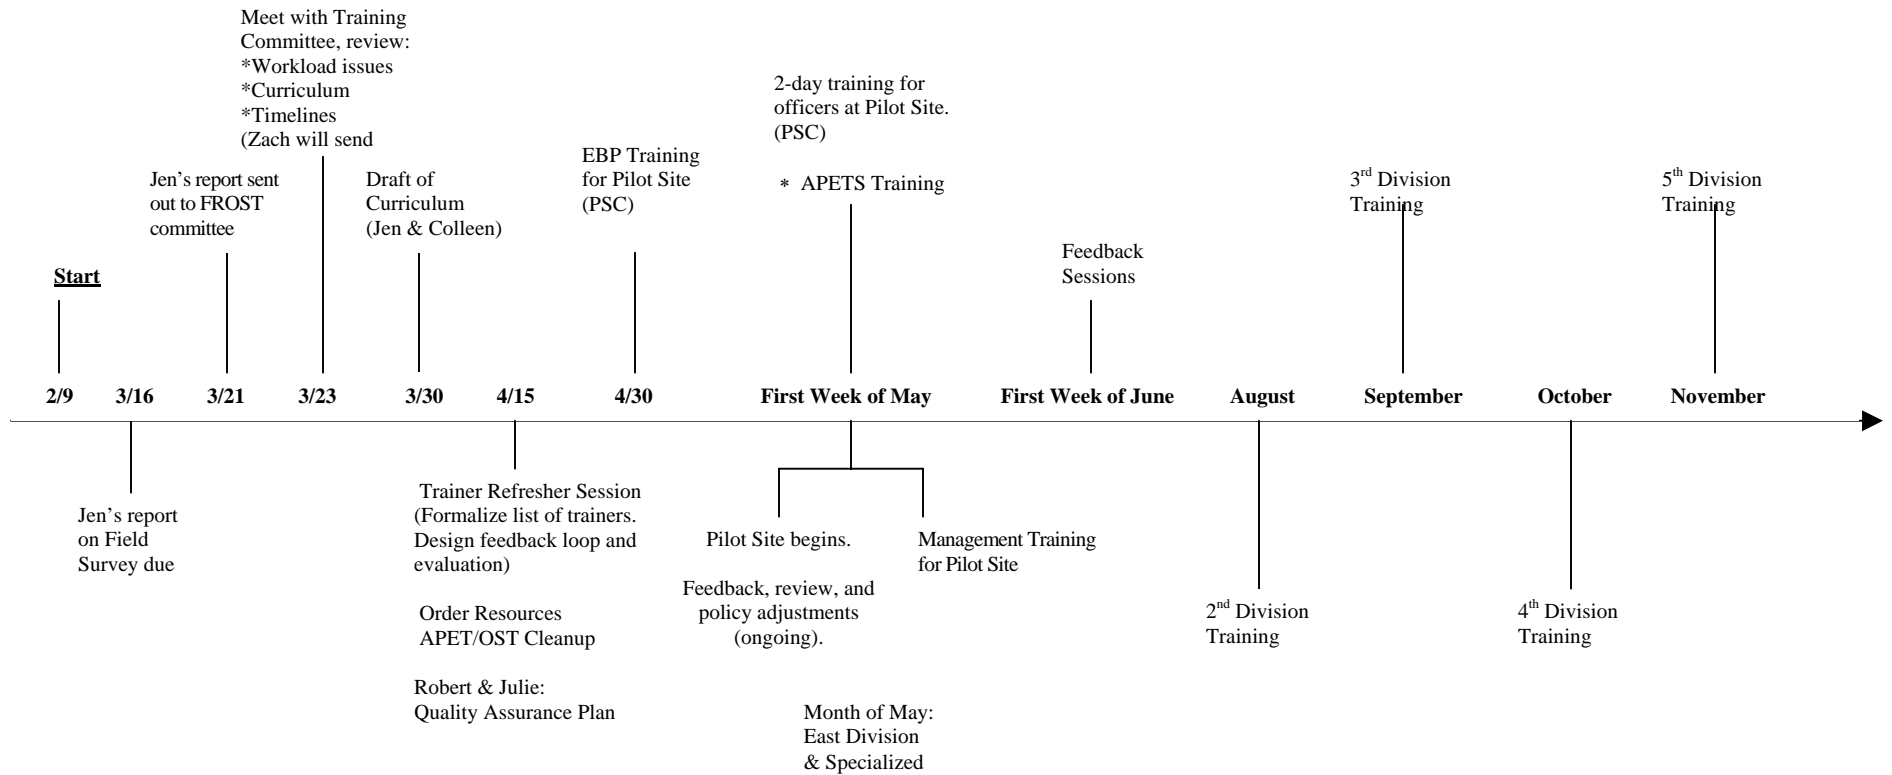 Meet with Training
Committee, review:
*Workload issues
*Curriculum
*Timelines
(Zach will send
2-day training for
officers at Pilot Site.
(PSC)
* APETS Training
EBP Training
for Pilot Site
(PSC)
Jen's report sent
out to FROST
committee
Draft of
Curriculum
(Jen & Colleen)
3rd Division
Training
5th Division
Training
Feedback
Sessions
Start
2/9 3/16 3/21 3/23 3/30 4/15 4/30 First Week of May First Week of June August September October November
Jen's report
on Field
Survey due
Trainer Refresher Session
(Formalize list of trainers.
Design feedback loop and
evaluation)
Order Resources
APET/OST Cleanup
Robert & Julie:
Quality Assurance Plan
Pilot Site begins.
Feedback, review, and
policy adjustments
(ongoing).
Management Training
for Pilot Site
Month of May:
East Division
& Specialized
2nd Division
Training
4th Division
Training